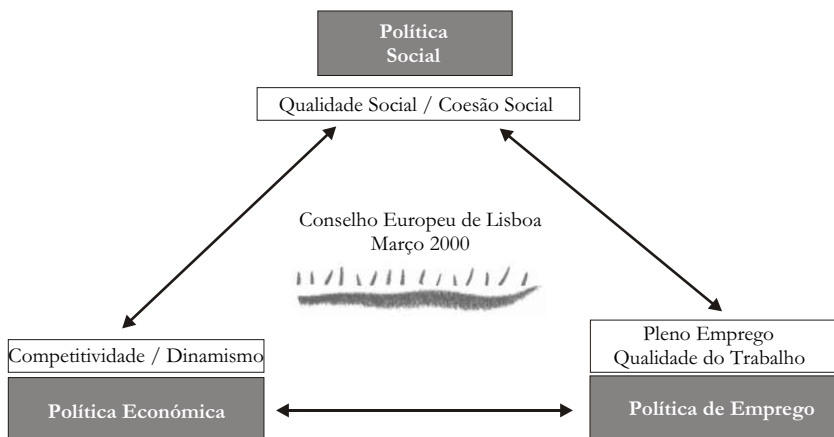 Política
Social
Qualidade Social / Coesão Social
Conselho Europeu de Lisboa
Março 2000
Competitividade / Dinamismo
Política Económica
Pleno Emprego
Qualidade do Trabalho
Política de Emprego